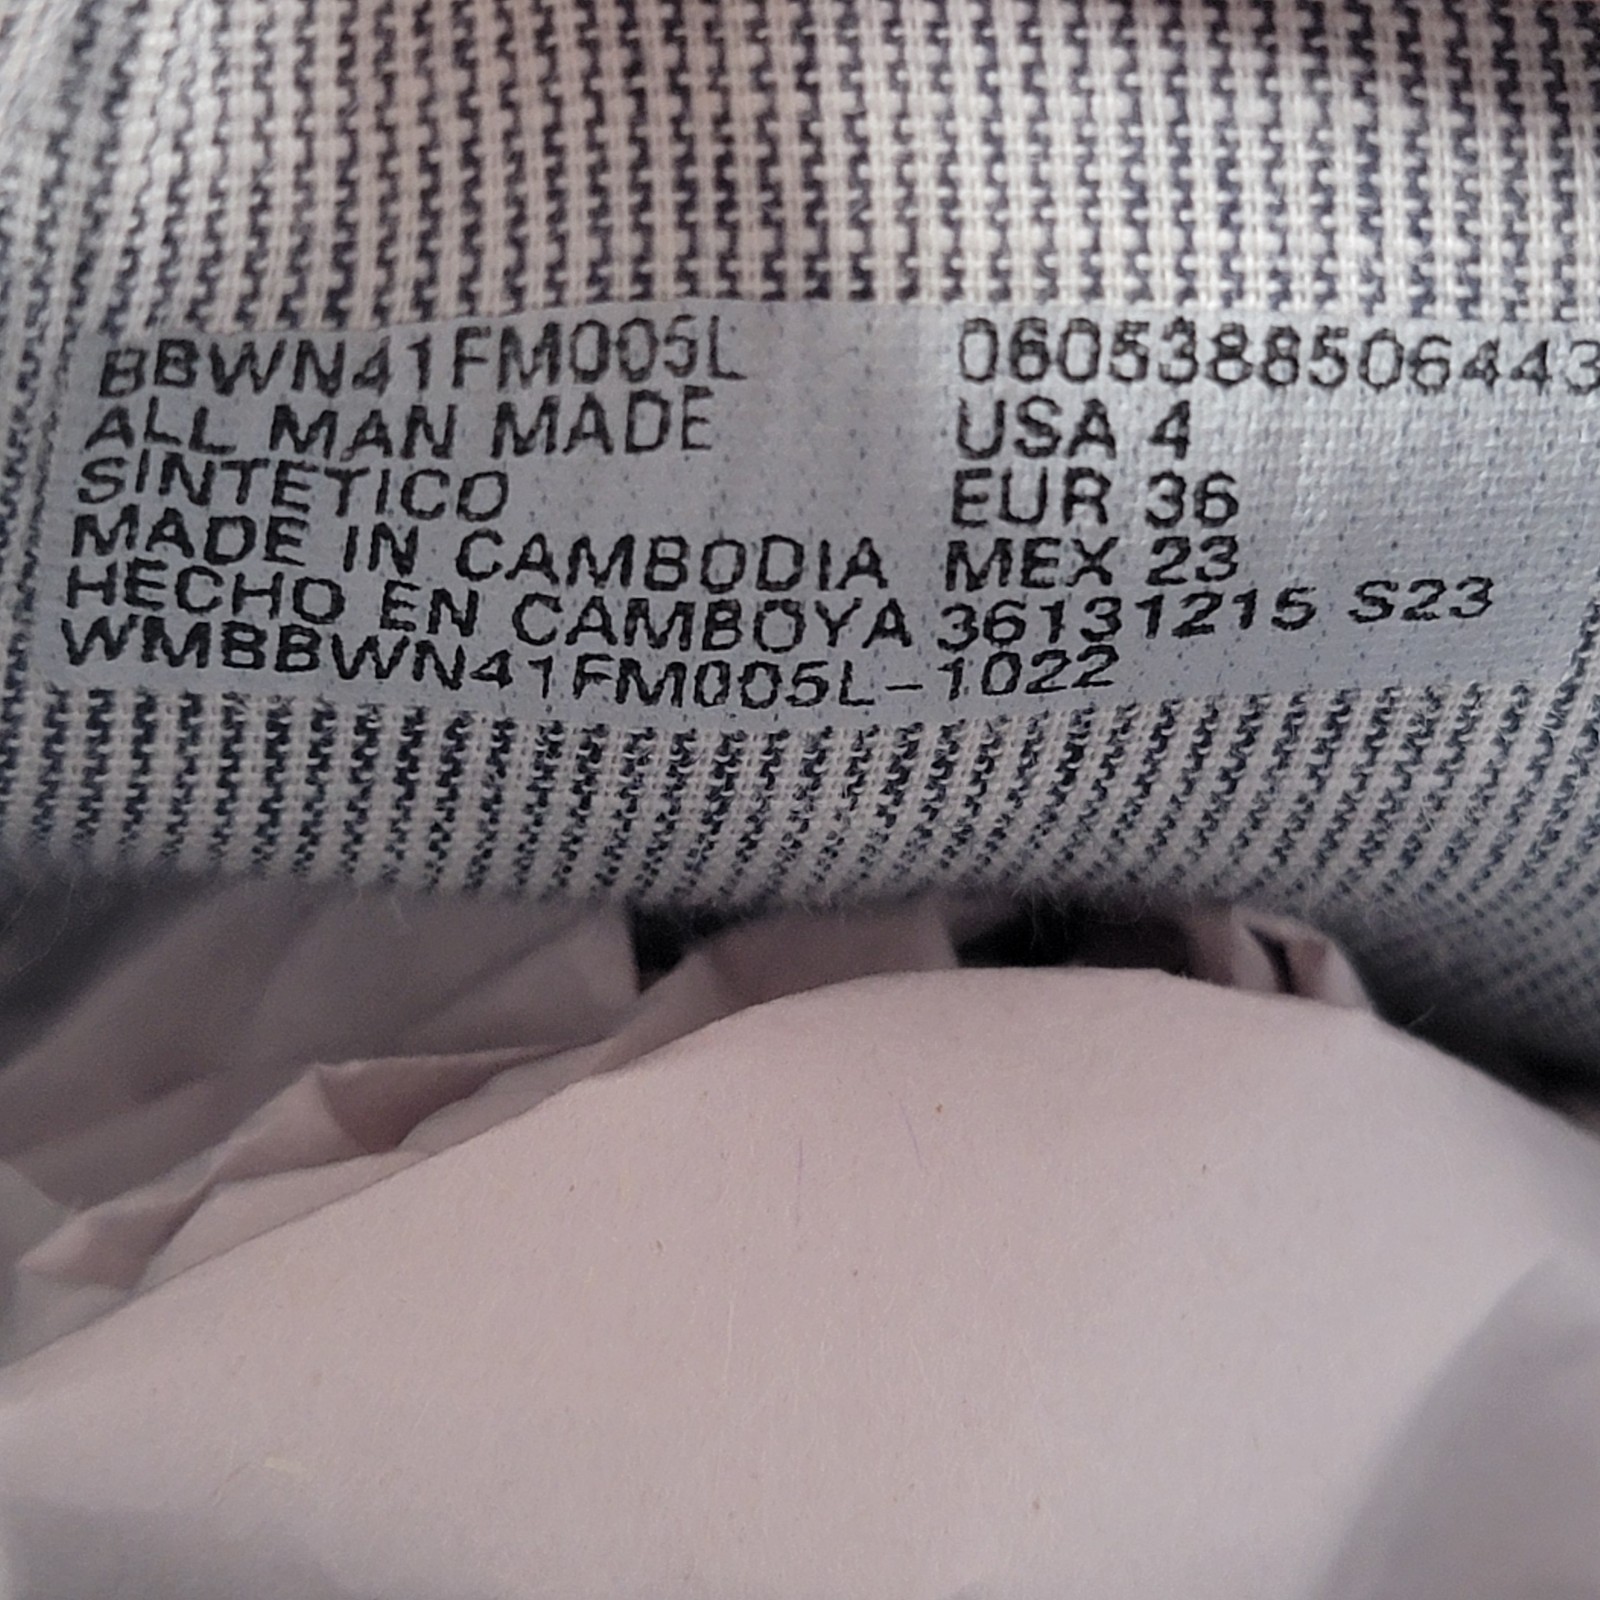 BBWN41FM005L
ALL MAN MADE
SINTETICO
MADE IN CAMBODIA
HECHO EN CAMBOYA
WMBBWN41FM005L-1022
0605388506443
USA 4
EUR 36
MEX 23
36131215 S23